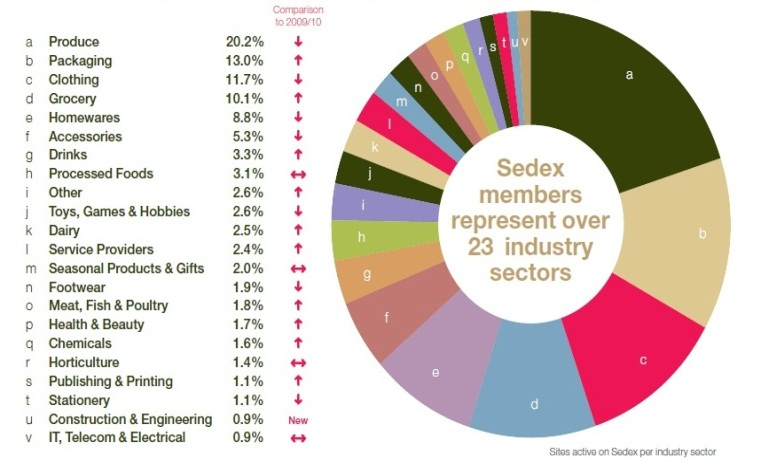 Comparison
to 2009/10
a Produce 20.2% ↓
b Packaging 13.0% ↑
c Clothing 11.7% ↓
d Grocery 10.1% ↑
e Homewares 8.8% ↓
f Accessories 5.3% ↓
g Drinks 3.3% ↑
h Processed Foods 3.1% ↔
i Other 2.6% ↑
j Toys, Games & Hobbies 2.6% ↓
k Dairy 2.5% ↑
l Service Providers 2.4% ↑
m Seasonal Products & Gifts 2.0% ↔
n Footwear 1.9% ↓
o Meat, Fish & Poultry 1.8% ↑
p Health & Beauty 1.7% ↑
q Chemicals 1.6% ↑
r Horticulture 1.4% ↔
s Publishing & Printing 1.1% ↑
t Stationery 1.1% ↓
u Construction & Engineering 0.9% New
v IT, Telecom & Electrical 0.9% ↔
Sedex
members
represent over
23 industry
sectors
a
b
c
d
e
f
g
h
i
j
k
l
m
n
o
p
q
r
s
t
u
v
Sites active on Sedex per industry sector